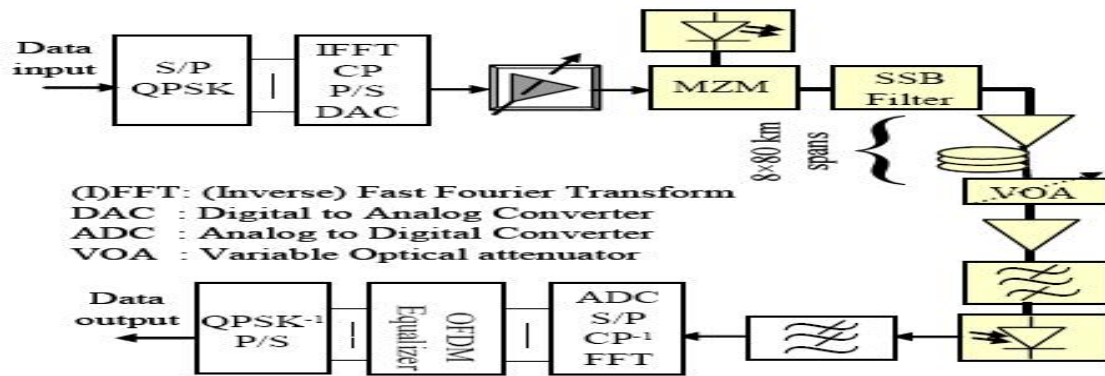 Data
input
S/P
QPSK
IFFT
CP
P/S
DAC
MZM
SSB
Filter
8×80 km
spans
VOA
(I)FFT: (Inverse) Fast Fourier Transform
DAC : Digital to Analog Converter
ADC : Analog to Digital Converter
VOA : Variable Optical attenuator
Data
output
QPSK⁻¹
P/S
OFDM
Equalizer
ADC
S/P
CP⁻¹
FFT